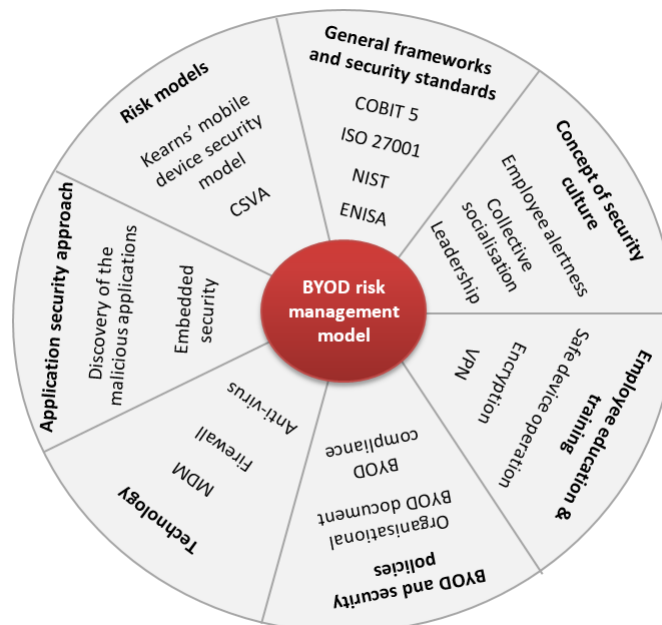 General frameworks
and security standards
COBIT 5
ISO 27001
NIST
ENISA
Concept of security
culture
Employee alertness
Collective
socialisation
Leadership
Employee education &
training
Safe device operation
Encryption
VPN
BYOD and security
policies
Organisational
BYOD document
BYOD
compliance
Technology
MDM
Firewall
Anti-virus
Application security approach
Discovery of the
malicious applications
Embedded
security
Risk models
Kearns’ mobile
device security
model
CSVA
BYOD risk
management
model